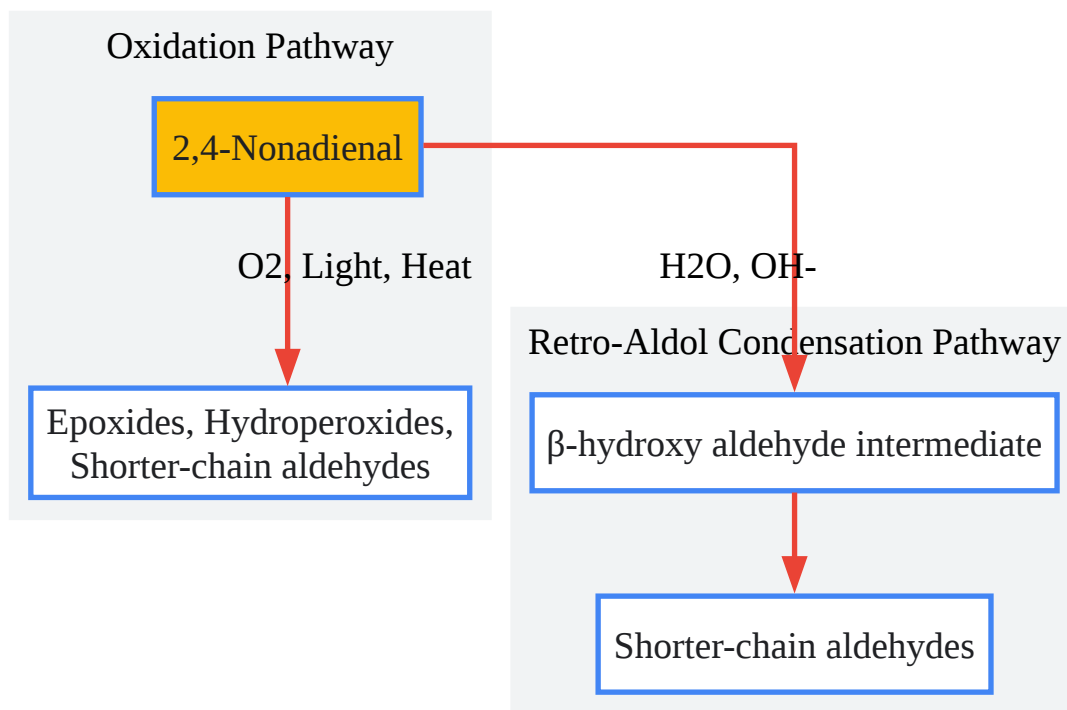 Oxidation Pathway
2,4-Nonadienal
O2, Light, Heat
H2O, OH-
Retro-Aldol Condensation Pathway
Epoxides, Hydroperoxides,
Shorter-chain aldehydes
β-hydroxy aldehyde intermediate
Shorter-chain aldehydes